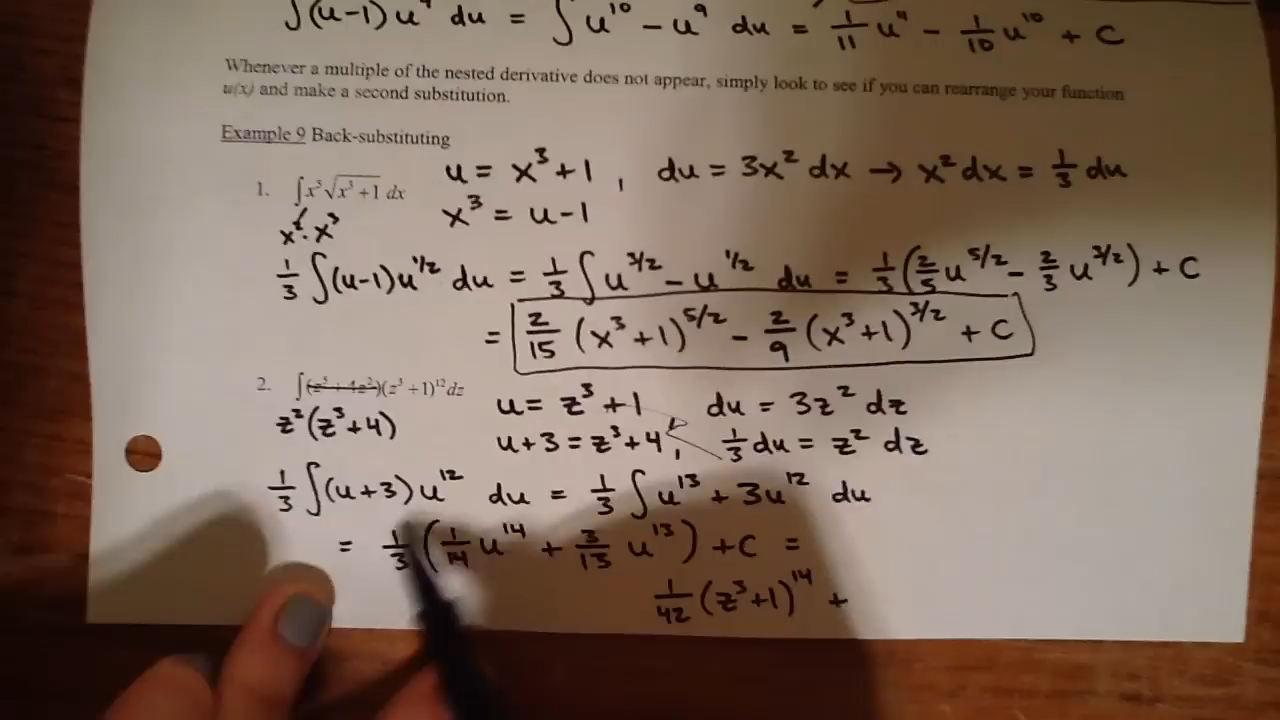 ∫(u-1)u⁹ du = ∫u¹⁰ - u⁹ du = 1/11 u¹¹ - 1/10 u¹⁰ + C
Whenever a multiple of the nested derivative does not appear, simply look to see if you can rearrange your function
u(x) and make a second substitution.
Example 9 Back-substituting
u = x³+1, du = 3x² dx → x² dx = 1/3 du
1. ∫x⁵√(x³+1) dx
x²·x³ x³ = u-1
1/3 ∫(u-1)u^1/2 du = 1/3 ∫u^3/2 - u^1/2 du = 1/3(2/5 u^5/2 - 2/3 u^3/2) + C
= 2/15 (x³+1)^5/2 - 2/9 (x³+1)^3/2 + C
2. ∫(z⁵ + 4z²)(z³+1)¹² dz u = z³+1 du = 3z² dz
z²(z³+4) u+3 = z³+4, 1/3 du = z² dz
1/3 ∫(u+3)u¹² du = 1/3 ∫u¹³ + 3u¹² du
= 1/3 (1/14 u¹⁴ + 3/13 u¹³) + C =
1/42 (z³+1)¹⁴ +